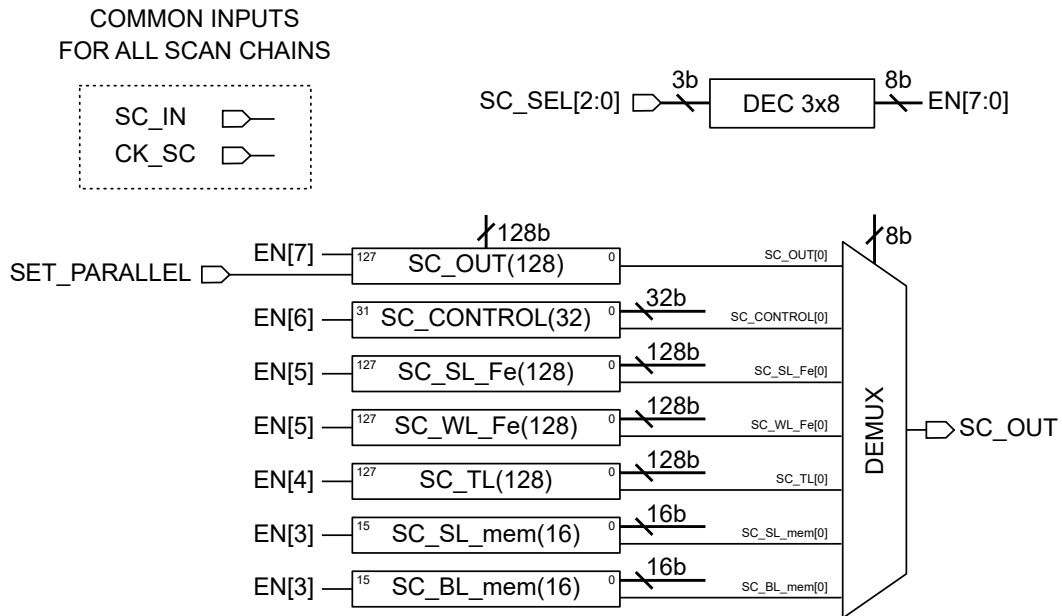 COMMON INPUTS
FOR ALL SCAN CHAINS
SC_IN
CK_SC
SC_SEL[2:0]
3b
DEC 3x8
8b
EN[7:0]
128b
8b
EN[7]
127
SC_OUT(128)
0
SC_OUT[0]
SET_PARALLEL
EN[6]
31
SC_CONTROL(32)
0
32b
SC_CONTROL[0]
EN[5]
127
SC_SL_Fe(128)
0
128b
SC_SL_Fe[0]
EN[5]
127
SC_WL_Fe(128)
0
128b
SC_WL_Fe[0]
DEMUX
SC_OUT
EN[4]
127
SC_TL(128)
0
128b
SC_TL[0]
EN[3]
15
SC_SL_mem(16)
0
16b
SC_SL_mem[0]
EN[3]
15
SC_BL_mem(16)
0
16b
SC_BL_mem[0]